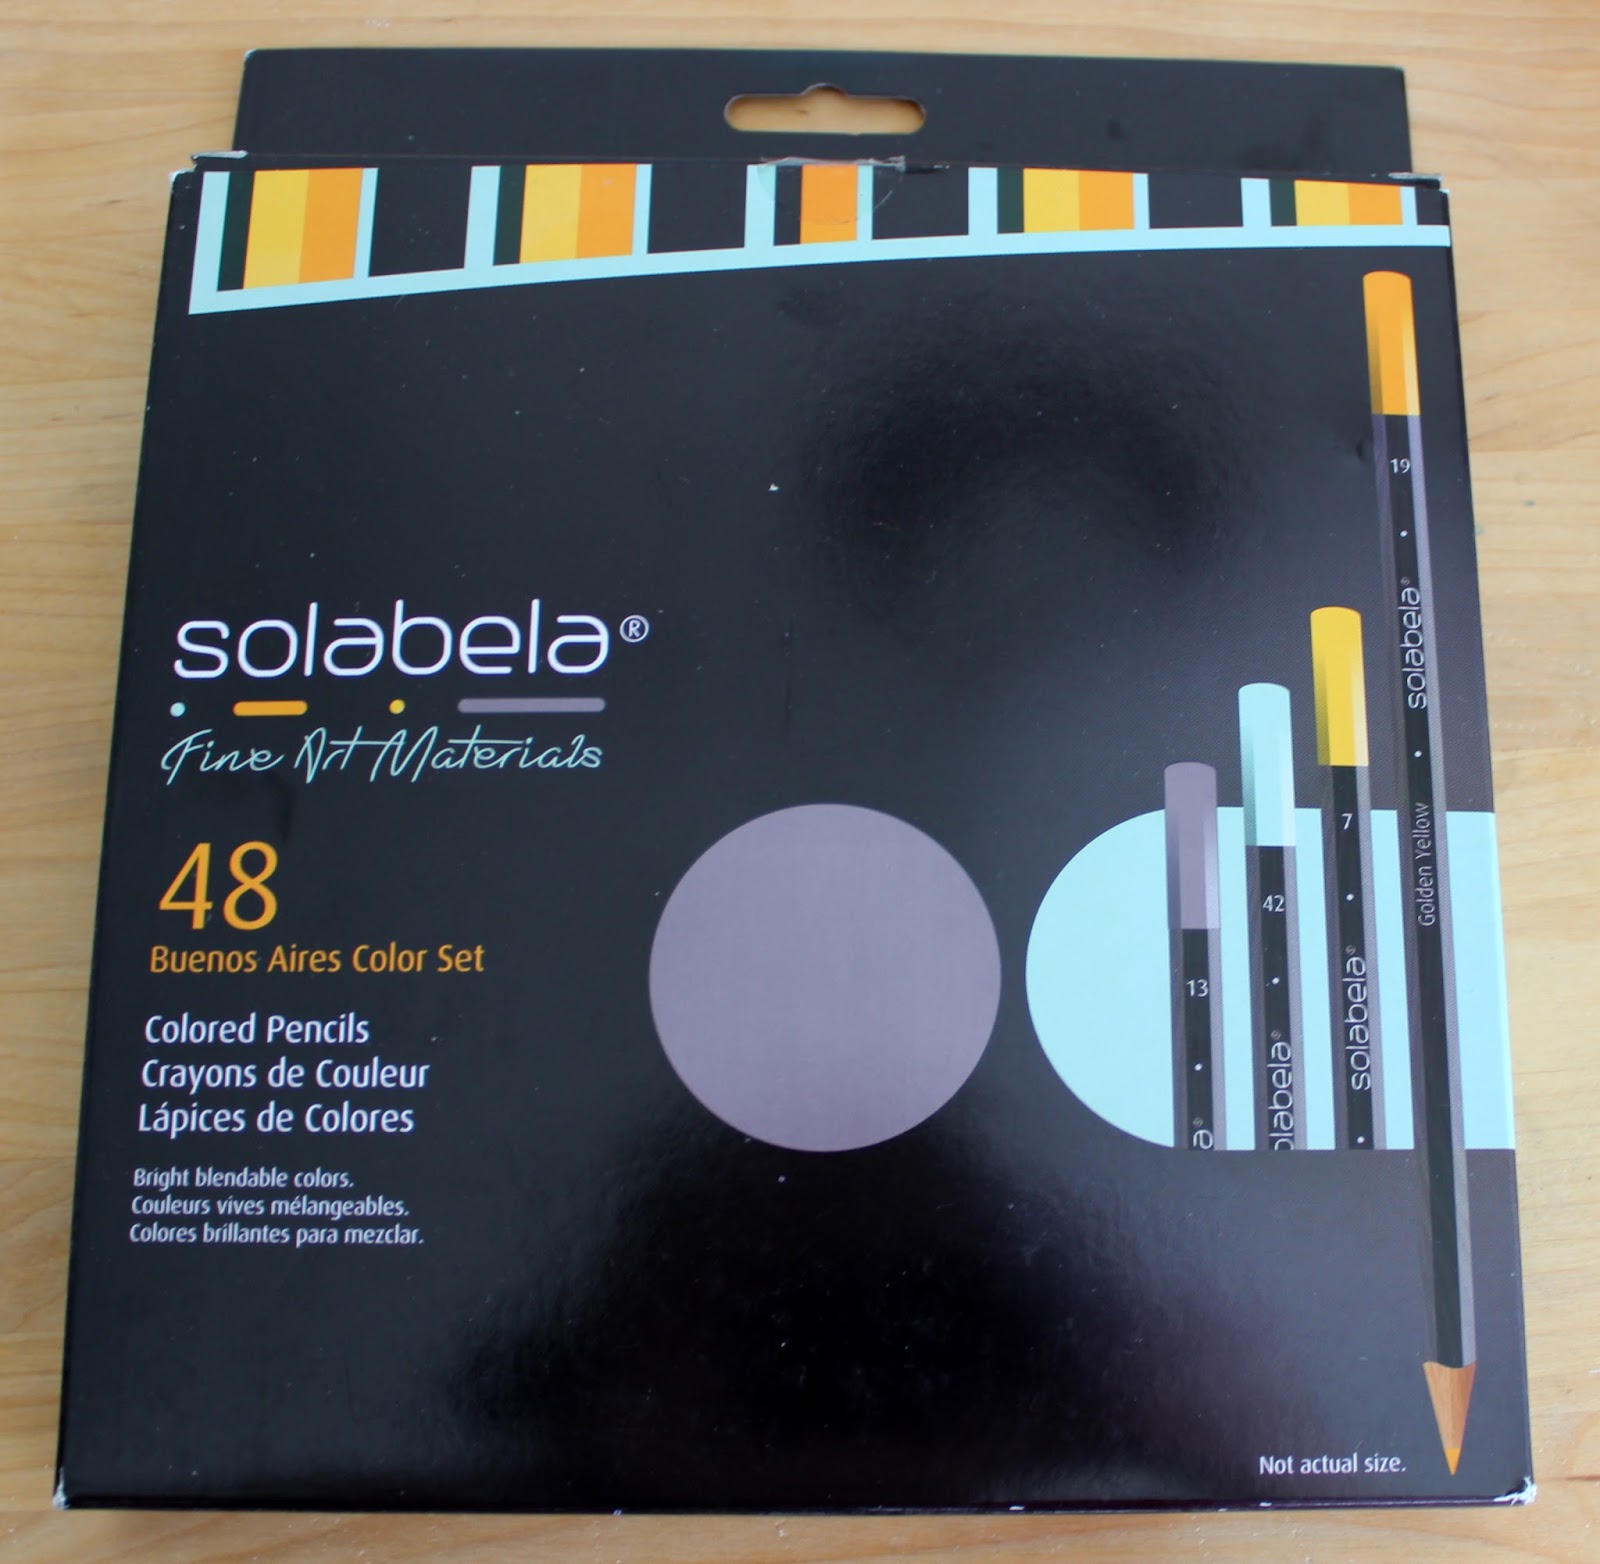 solabela®
Fine Art Materials
48
Buenos Aires Color Set
Colored Pencils
Crayons de Couleur
Lápices de Colores
Bright blendable colors.
Couleurs vives mélangeables.
Colores brillantes para mezclar.
13 • a®
42 • olabela®
7 • solabela® •
19 • solabela® • Golden Yellow
Not actual size.